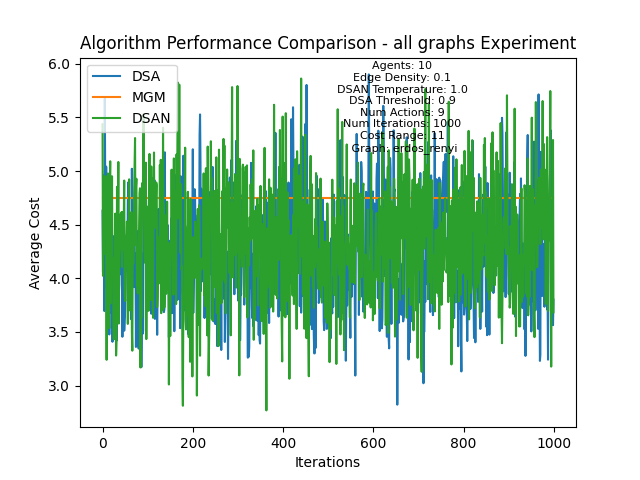 Algorithm Performance Comparison - all graphs Experiment
DSA
MGM
DSAN
Agents: 10
Edge Density: 0.1
DSAN Temperature: 1.0
DSA Threshold: 0.9
Num Actions: 9
Num Iterations: 1000
Cost Range: 11
Graph: erdos_renyi
Average Cost
6.0
5.5
5.0
4.5
4.0
3.5
3.0
0 200 400 600 800 1000
Iterations